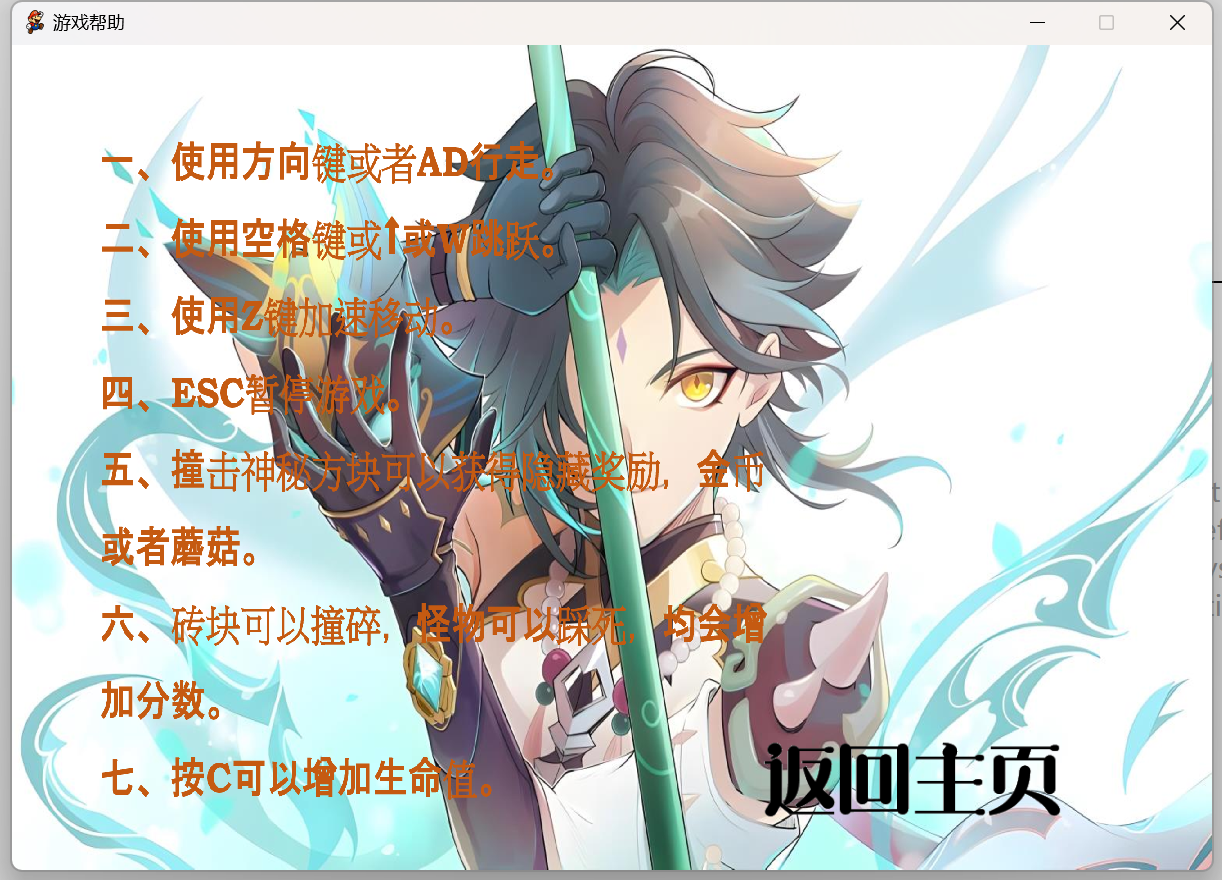 游戏帮助
一、使用方向键或者AD行走。
二、使用空格键或↑或W跳跃。
三、使用Z键加速移动。
四、ESC暂停游戏。
五、撞击神秘方块可以获得隐藏奖励，金币
或者蘑菇。
六、砖块可以撞碎，怪物可以踩死，均会增
加分数。
七、按C可以增加生命值。
返回主页